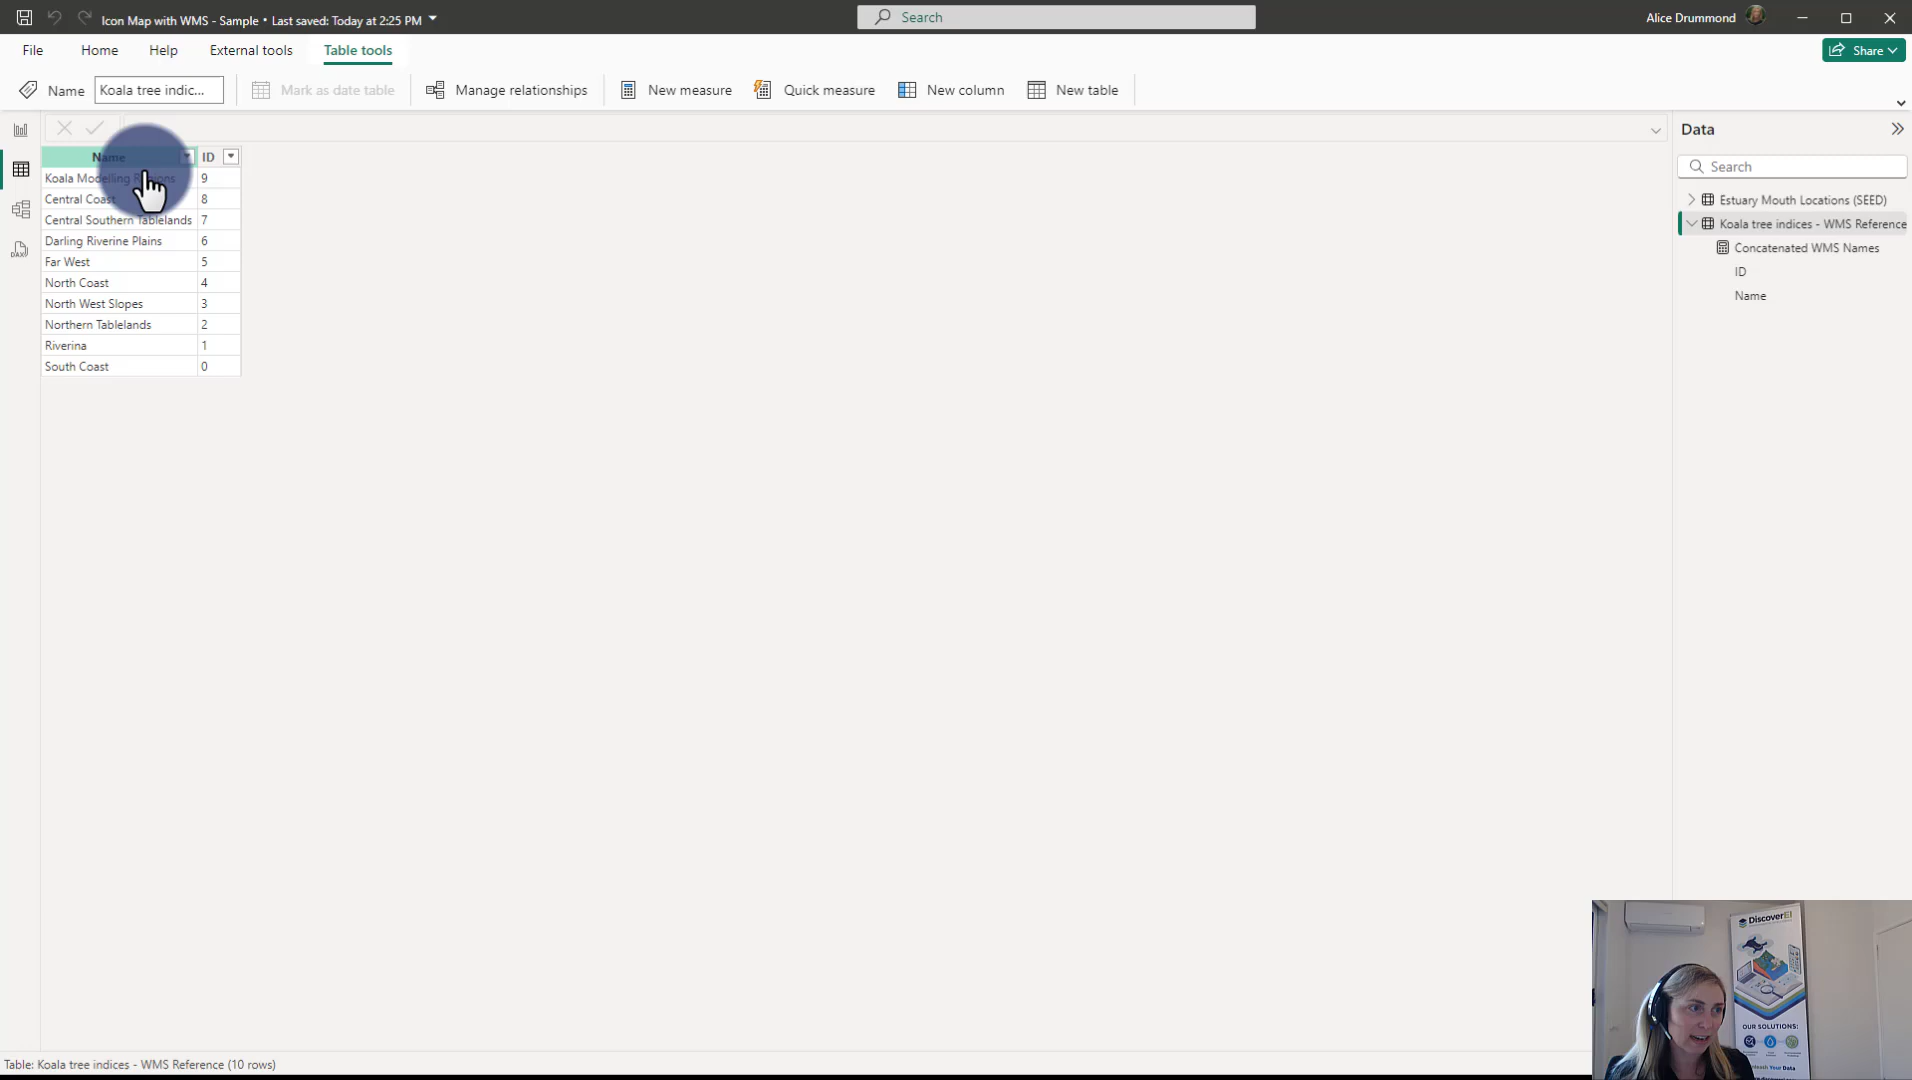 Icon Map with WMS - Sample • Last saved: Today at 2:25 PM
Search
Alice Drummond
File Home Help External tools Table tools
Share
Name Koala tree indic... Mark as date table Manage relationships New measure Quick measure New column New table
Data
Name ID
Search
Koala Modelling Regions 9
Central Coast 8
Central Southern Tablelands 7
Darling Riverine Plains 6
Far West 5
North Coast 4
North West Slopes 3
Northern Tablelands 2
Riverina 1
South Coast 0
Estuary Mouth Locations (SEED)
Koala tree indices - WMS Reference
Concatenated WMS Names
ID
Name
DAX
DiscoverEI
OUR SOLUTIONS:
Your Data
Table: Koala tree indices - WMS Reference (10 rows)